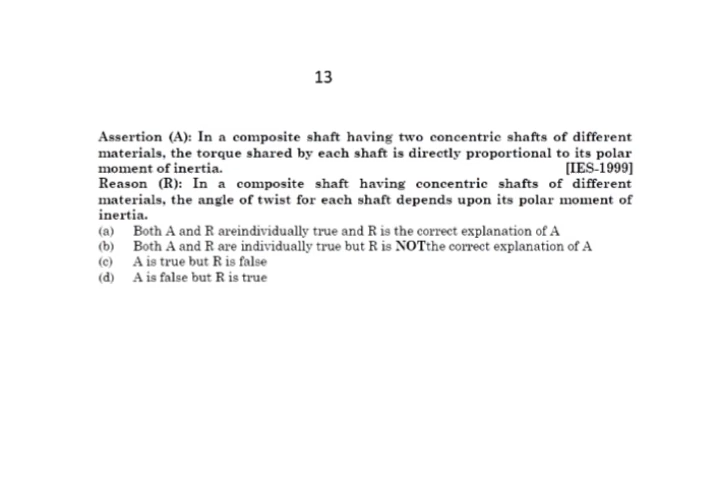 13
Assertion (A): In a composite shaft having two concentric shafts of different
materials, the torque shared by each shaft is directly proportional to its polar
moment of inertia. [IES-1999]
Reason (R): In a composite shaft having concentric shafts of different
materials, the angle of twist for each shaft depends upon its polar moment of
inertia.
(a) Both A and R areindividually true and R is the correct explanation of A
(b) Both A and R are individually true but R is NOTthe correct explanation of A
(c) A is true but R is false
(d) A is false but R is true